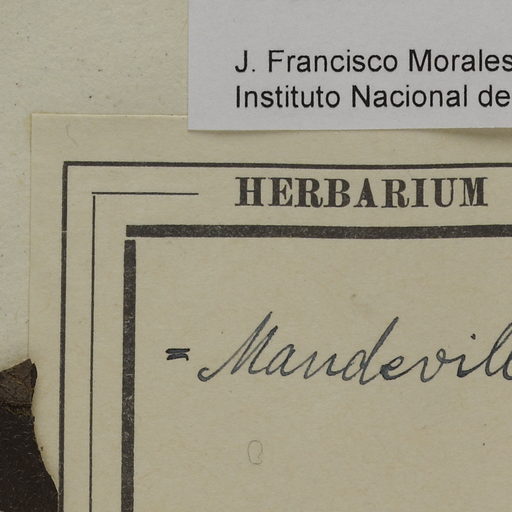 J. Francisco Morales
Instituto Nacional de
HERBARIUM
= Mandevill